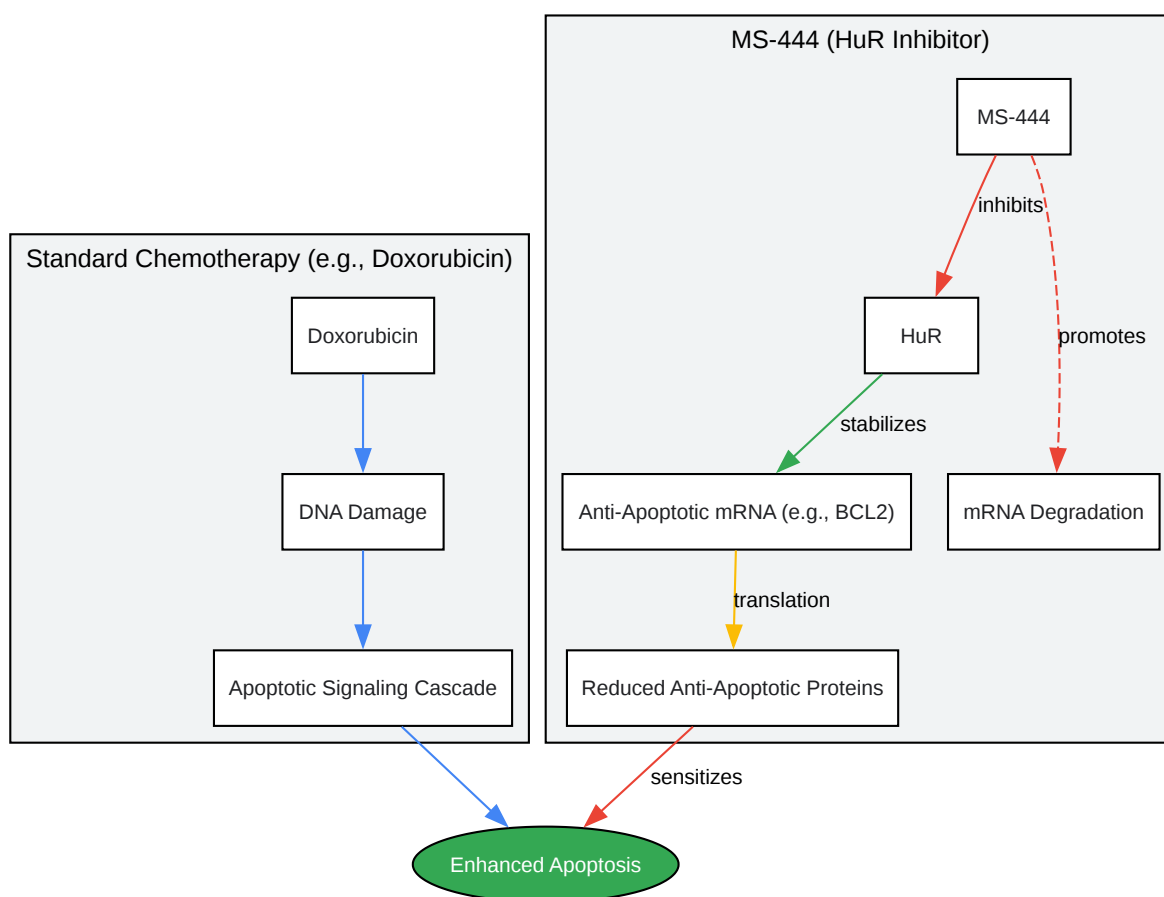 MS-444 (HuR Inhibitor)
MS-444
inhibits
promotes
HuR
stabilizes
Anti-Apoptotic mRNA (e.g., BCL2)
mRNA Degradation
translation
Reduced Anti-Apoptotic Proteins
sensitizes
Standard Chemotherapy (e.g., Doxorubicin)
Doxorubicin
DNA Damage
Apoptotic Signaling Cascade
Enhanced Apoptosis